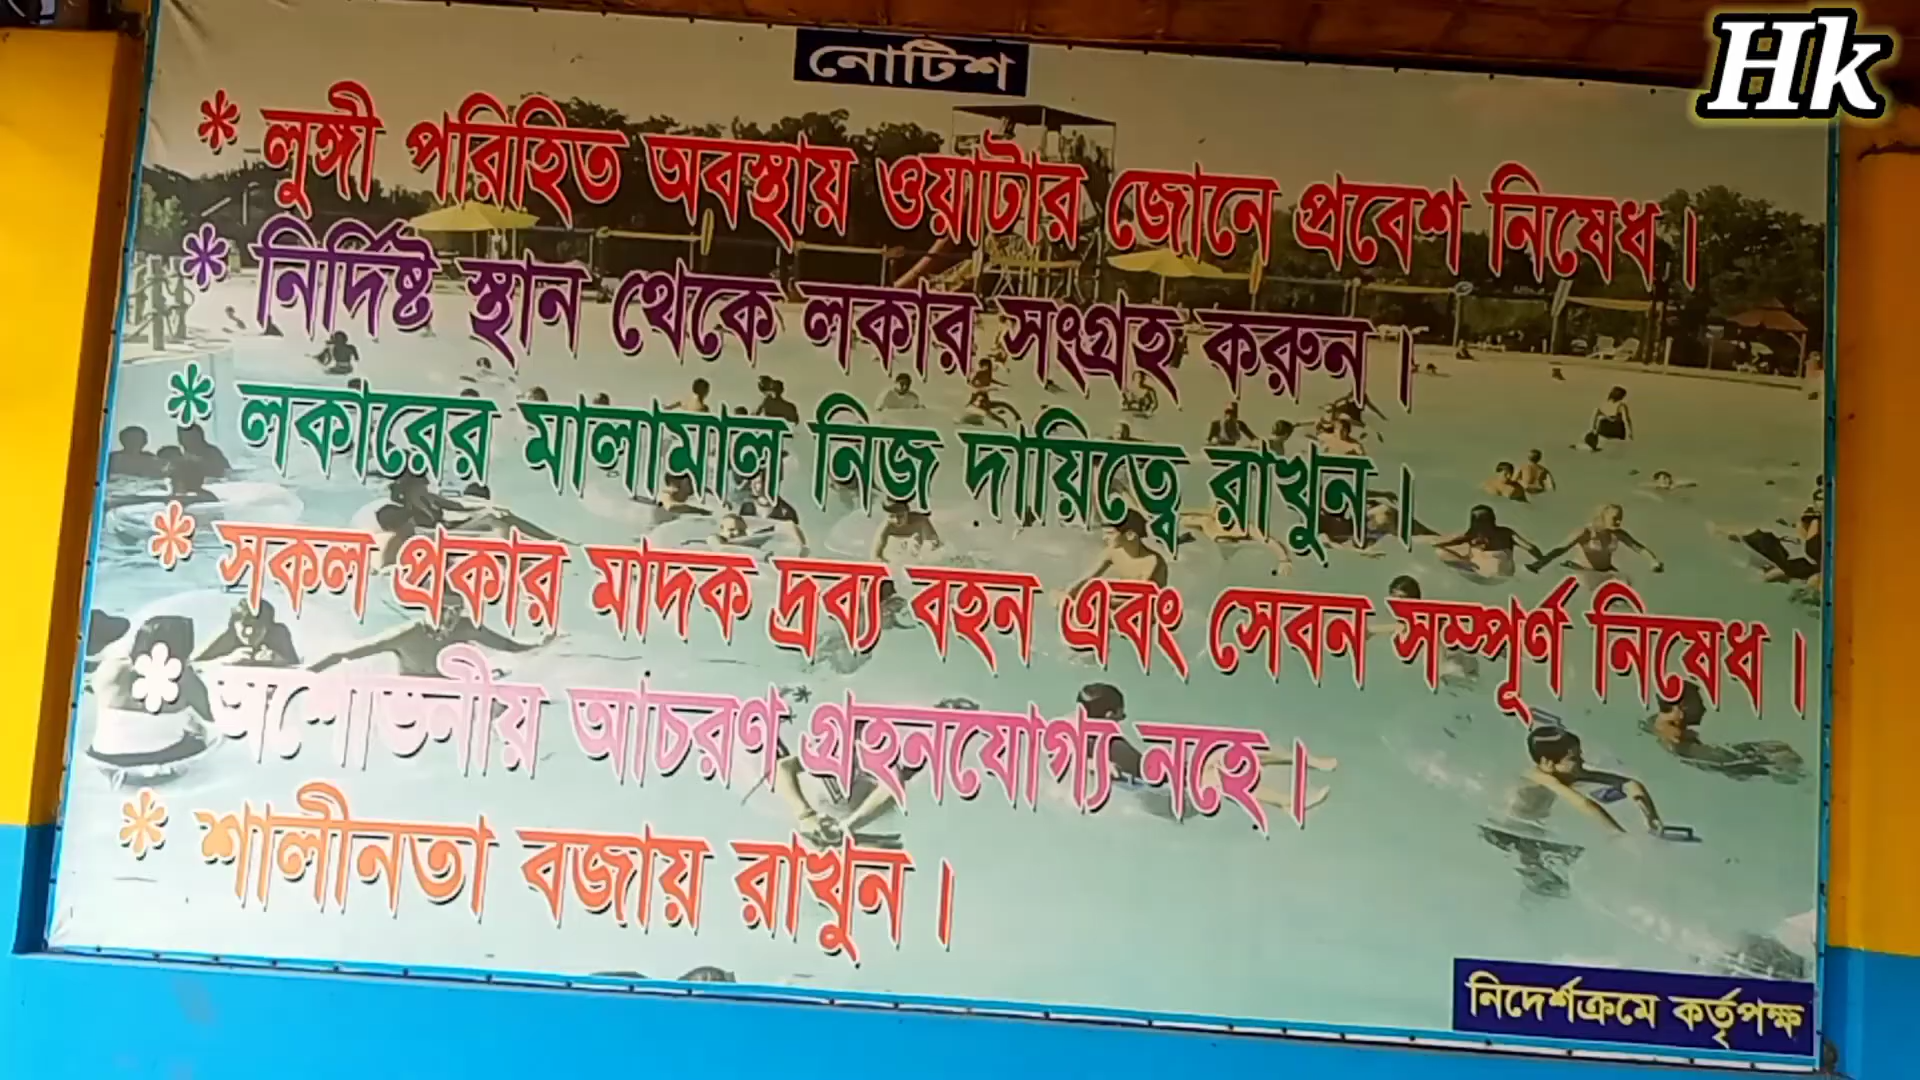 Hk
নোটিশ
* লুঙ্গী পরিহিত অবস্থায় ওয়াটার জোনে প্রবেশ নিষেধ।
* নির্দিষ্ট স্থান থেকে লকার সংগ্রহ করুন।
* লকারের মালামাল নিজ দায়িত্বে রাখুন।
* সকল প্রকার মাদক দ্রব্য বহন এবং সেবন সম্পূর্ণ নিষেধ।
* অশোভনীয় আচরণ গ্রহনযোগ্য নহে।
* শালীনতা বজায় রাখুন।
নিদের্শক্রমে কর্তৃপক্ষ